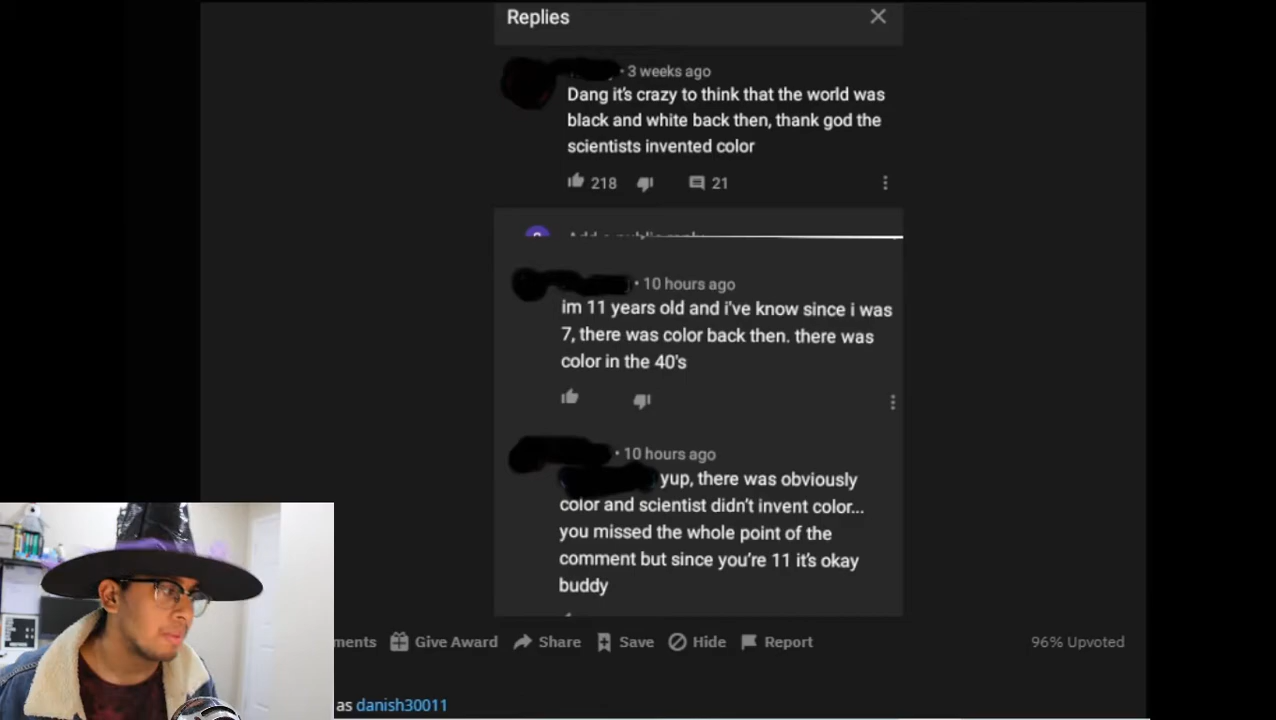 Replies
• 3 weeks ago
Dang it's crazy to think that the world was
black and white back then, thank god the
scientists invented color
218 21
• 10 hours ago
im 11 years old and i've know since i was
7, there was color back then. there was
color in the 40's
• 10 hours ago
yup, there was obviously
color and scientist didn't invent color...
you missed the whole point of the
comment but since you're 11 it's okay
buddy
ments Give Award Share Save Hide Report 96% Upvoted
as danish30011